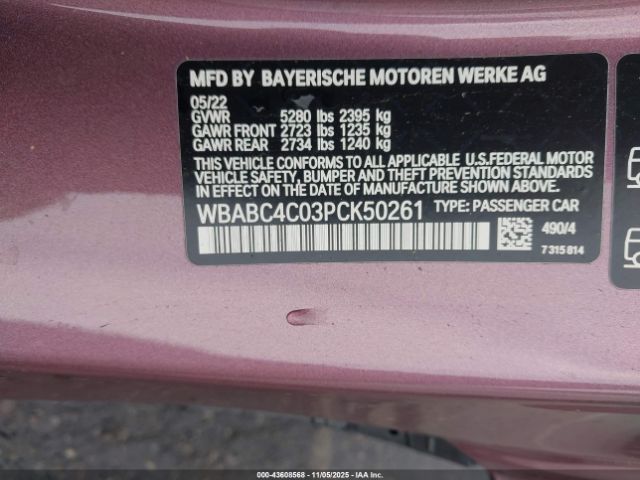 MFD BY BAYERISCHE MOTOREN WERKE AG
05/22
GVWR 5280 lbs 2395 kg
GAWR FRONT 2723 lbs 1235 kg
GAWR REAR 2734 lbs 1240 kg
THIS VEHICLE CONFORMS TO ALL APPLICABLE U.S.FEDERAL MOTOR
VEHICLE SAFETY, BUMPER AND THEFT PREVENTION STANDARDS IN
EFFECT ON THE DATE OF MANUFACTURE SHOWN ABOVE.
WBABC4C03PCK50261 TYPE: PASSENGER CAR
490/4
7 315 814
000-43608568 - 11/05/2025 - IAAI.COM